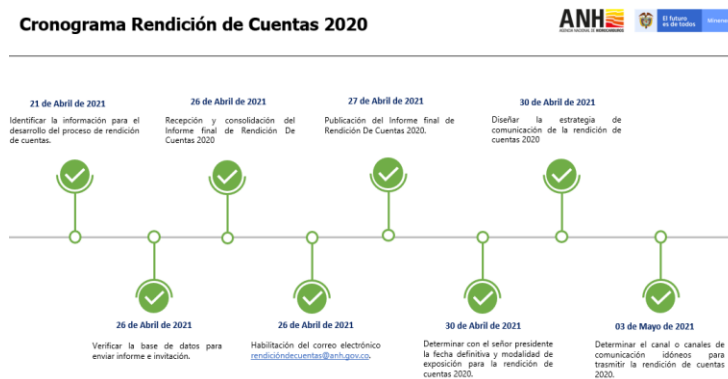 Cronograma Rendición de Cuentas 2020
ANH
AGENCIA NACIONAL DE HIDROCARBUROS
El futuro
es de todos
Minenergía
21 de Abril de 2021
Identificar la información para el
desarrollo del proceso de rendición
de cuentas.
26 de Abril de 2021
Recepción y consolidación del
Informe final de Rendición De
Cuentas 2020
27 de Abril de 2021
Publicación del Informe final de
Rendición De Cuentas 2020.
30 de Abril de 2021
Diseñar la estrategia de
comunicación de la rendición de
cuentas 2020
26 de Abril de 2021
Verificar la base de datos para
enviar informe e invitación.
26 de Abril de 2021
Habilitación del correo electrónico
rendicióndecuentas@anh.gov.co.
30 de Abril de 2021
Determinar con el señor presidente
la fecha definitiva y modalidad de
exposición para la rendición de
cuentas 2020.
03 de Mayo de 2021
Determinar el canal o canales de
comunicación idóneos para
trasmitir la rendición de cuentas
2020.